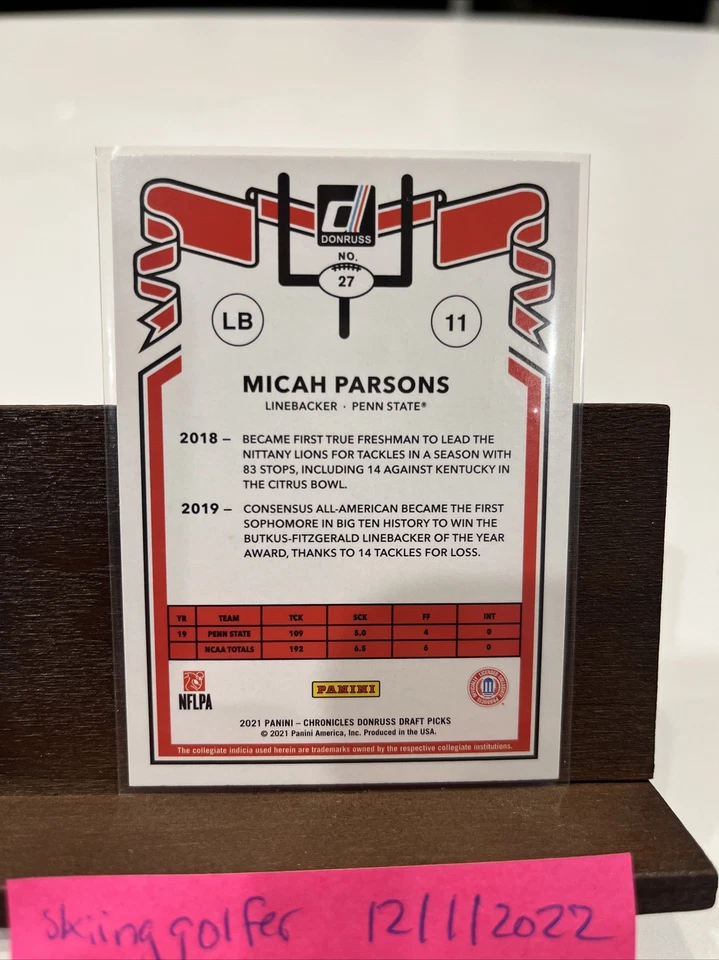 DONRUSS
NO.
27
LB
11
MICAH PARSONS
LINEBACKER · PENN STATE®
2018 – BECAME FIRST TRUE FRESHMAN TO LEAD THE
NITTANY LIONS FOR TACKLES IN A SEASON WITH
83 STOPS, INCLUDING 14 AGAINST KENTUCKY IN
THE CITRUS BOWL.
2019 – CONSENSUS ALL-AMERICAN BECAME THE FIRST
SOPHOMORE IN BIG TEN HISTORY TO WIN THE
BUTKUS-FITZGERALD LINEBACKER OF THE YEAR
AWARD, THANKS TO 14 TACKLES FOR LOSS.
YR TEAM TCK SCK FF INT
19 PENN STATE 109 5.0 4 0
NCAA TOTALS 192 6.5 6 0
NFLPA
PANINI
2021 PANINI – CHRONICLES DONRUSS DRAFT PICKS
© 2021 Panini America, Inc. Produced in the USA.
The collegiate indicia used herein are trademarks owned by the respective collegiate institutions.
skiinggolfer 12/1/2022